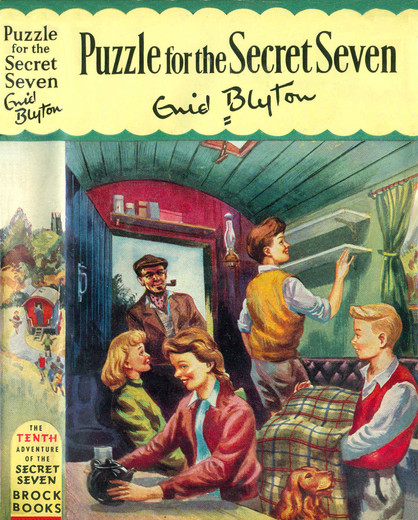 Puzzle
for the
Secret
Seven
Enid
Blyton
THE
TENTH
ADVENTURE
OF THE
SECRET
SEVEN
BROCK
BOOKS
Puzzle for the Secret Seven
Enid Blyton